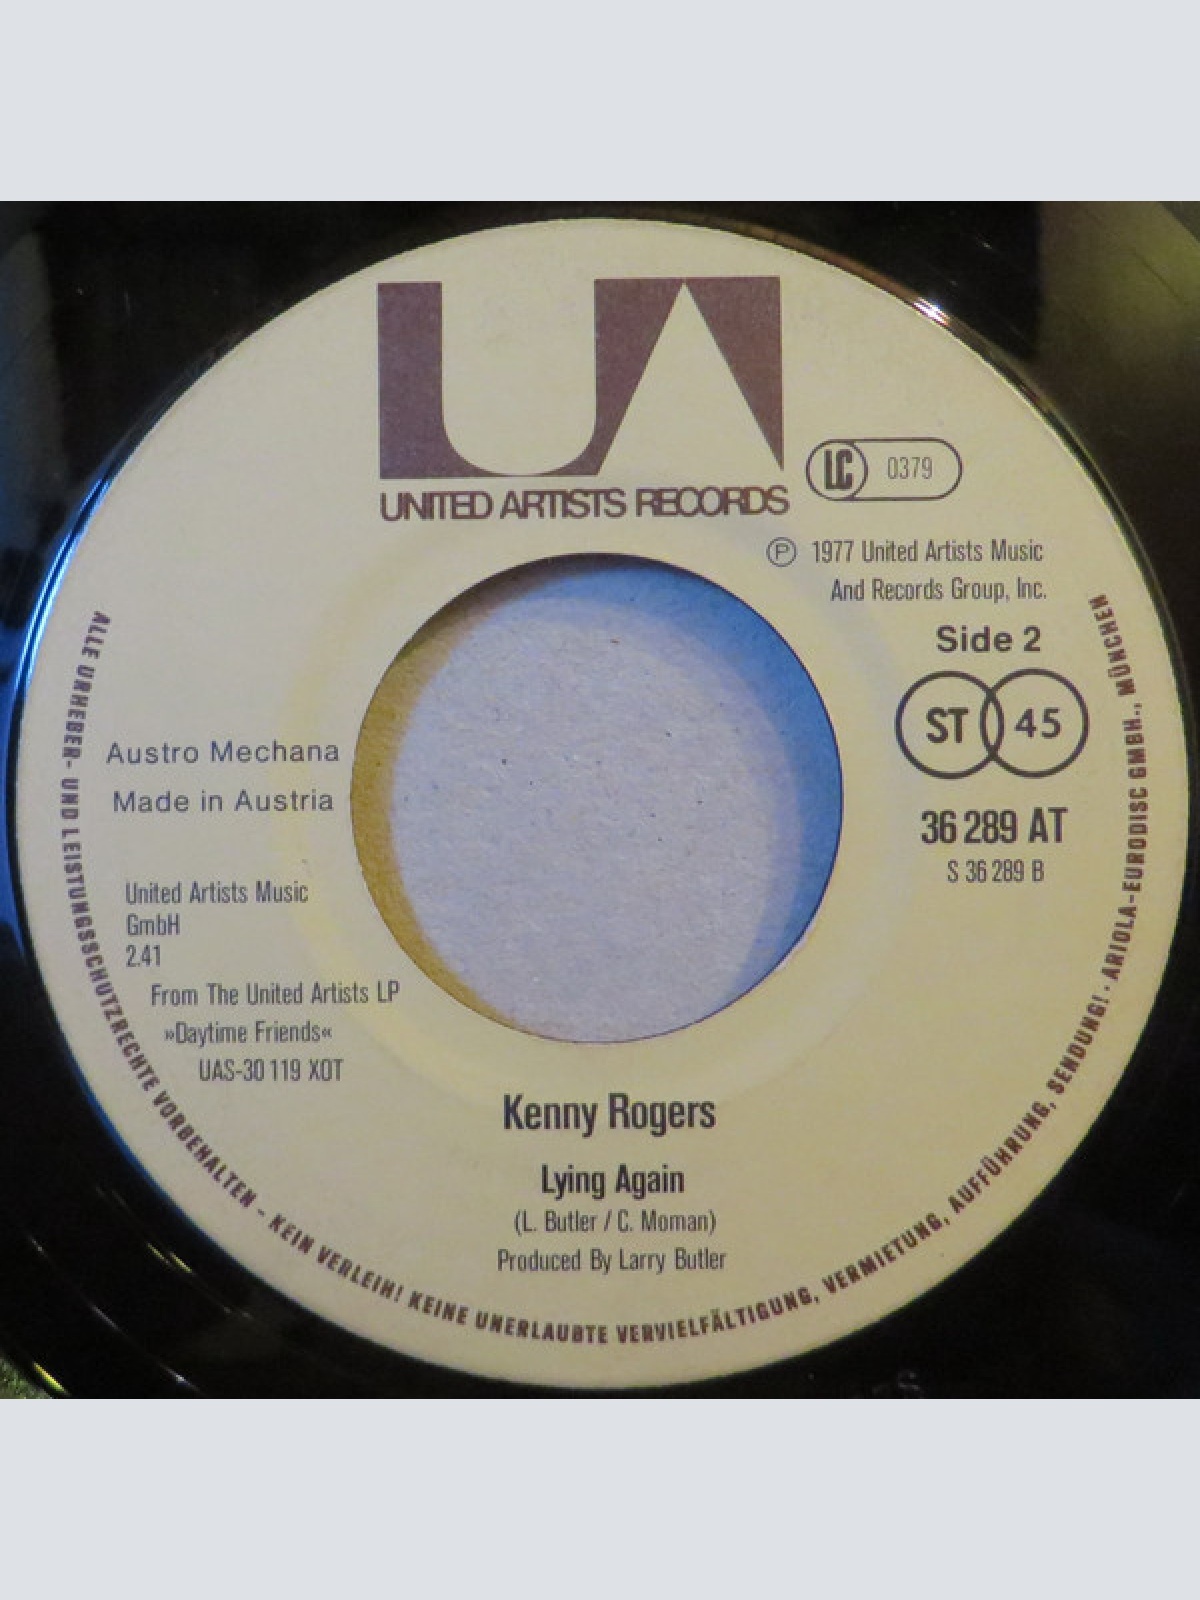 UA
UNITED ARTISTS RECORDS
LC 0379
Ⓟ 1977 United Artists Music
And Records Group, Inc.
Side 2
ST 45
36 289 AT
S 36 289 B
Austro Mechana
Made in Austria
United Artists Music
GmbH
2.41
From The United Artists LP
»Daytime Friends«
UAS-30 119 XOT
Kenny Rogers
Lying Again
(L. Butler / C. Moman)
Produced By Larry Butler
ALLE URHEBER- UND LEISTUNGSSCHUTZRECHTE VORBEHALTEN - KEIN VERLEIH! KEINE UNERLAUBTE VERVIELFÄLTIGUNG, VERMIETUNG, AUFFÜHRUNG, SENDUNG! · ARIOLA-EURODISC GMBH., MÜNCHEN